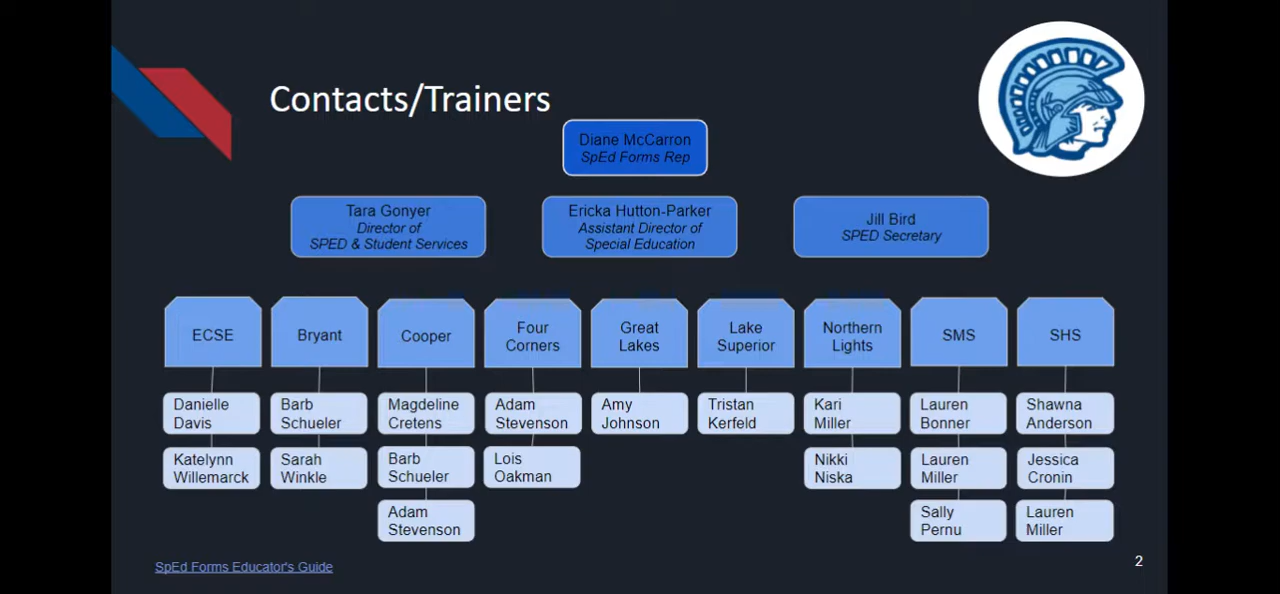 Contacts/Trainers
Diane McCarron
SpEd Forms Rep
Tara Gonyer
Director of
SPED & Student Services
Ericka Hutton-Parker
Assistant Director of
Special Education
Jill Bird
SPED Secretary
ECSE
Bryant
Cooper
Four
Corners
Great
Lakes
Lake
Superior
Northern
Lights
SMS
SHS
Danielle
Davis
Barb
Schueler
Magdeline
Cretens
Adam
Stevenson
Amy
Johnson
Tristan
Kerfeld
Kari
Miller
Lauren
Bonner
Shawna
Anderson
Katelynn
Willemarck
Sarah
Winkle
Barb
Schueler
Lois
Oakman
Nikki
Niska
Lauren
Miller
Jessica
Cronin
Adam
Stevenson
Sally
Pernu
Lauren
Miller
SpEd Forms Educator's Guide
2